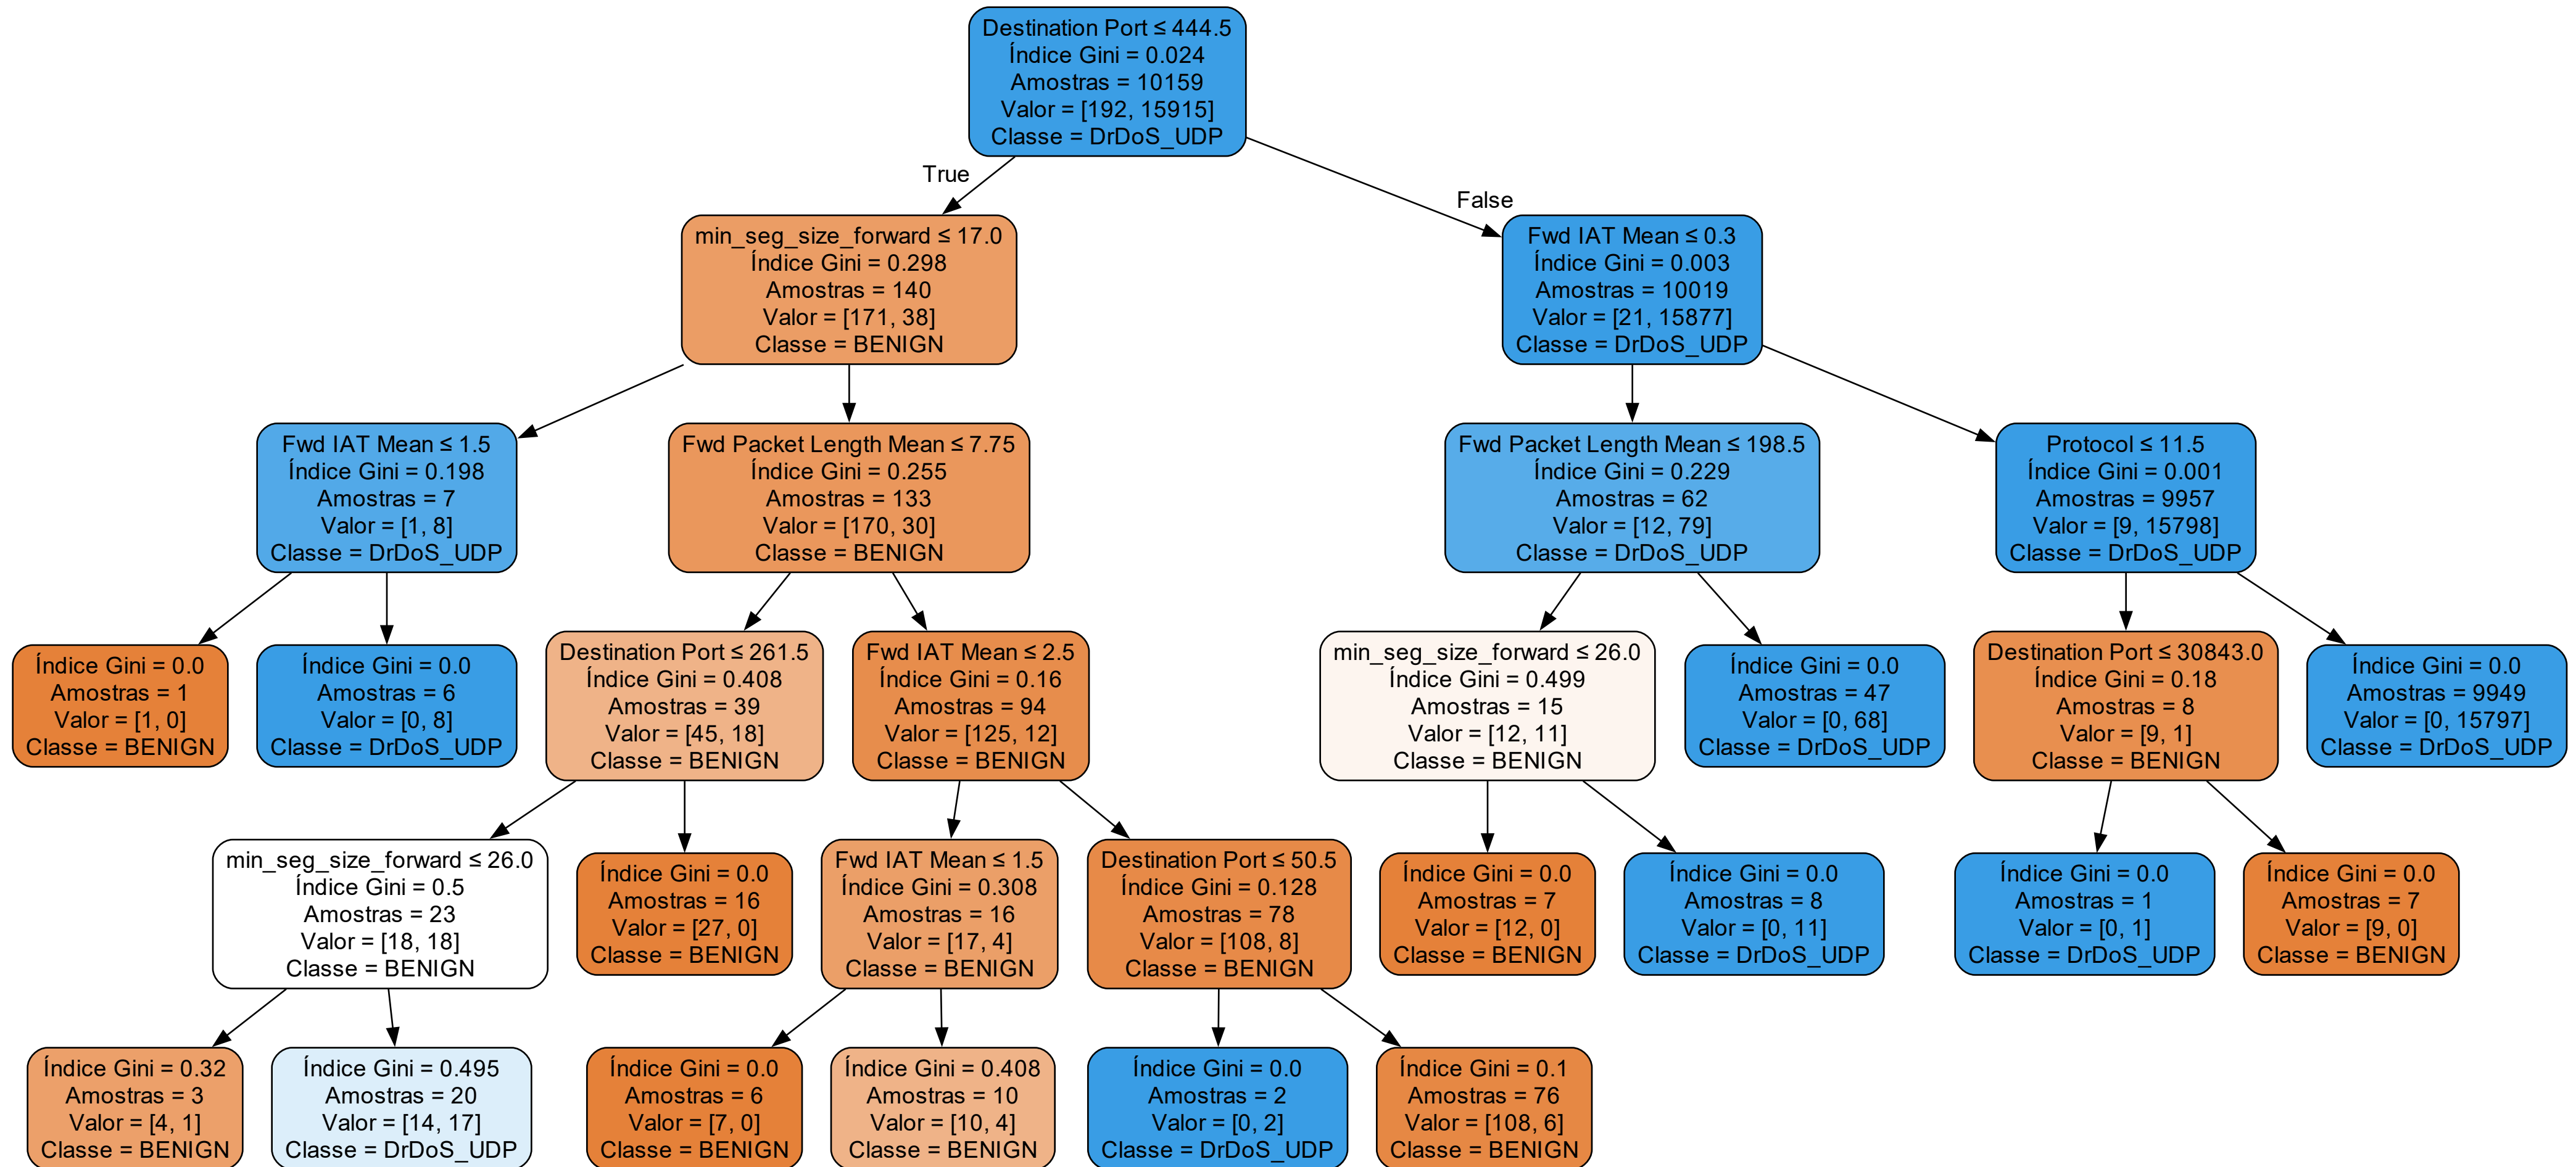 Destination Port ≤ 444.5
Índice Gini = 0.024
Amostras = 10159
Valor = [192, 15915]
Classe = DrDoS_UDP
True
False
min_seg_size_forward ≤ 17.0
Índice Gini = 0.298
Amostras = 140
Valor = [171, 38]
Classe = BENIGN
Fwd IAT Mean ≤ 0.3
Índice Gini = 0.003
Amostras = 10019
Valor = [21, 15877]
Classe = DrDoS_UDP
Fwd IAT Mean ≤ 1.5
Índice Gini = 0.198
Amostras = 7
Valor = [1, 8]
Classe = DrDoS_UDP
Fwd Packet Length Mean ≤ 7.75
Índice Gini = 0.255
Amostras = 133
Valor = [170, 30]
Classe = BENIGN
Fwd Packet Length Mean ≤ 198.5
Índice Gini = 0.229
Amostras = 62
Valor = [12, 79]
Classe = DrDoS_UDP
Protocol ≤ 11.5
Índice Gini = 0.001
Amostras = 9957
Valor = [9, 15798]
Classe = DrDoS_UDP
Índice Gini = 0.0
Amostras = 1
Valor = [1, 0]
Classe = BENIGN
Índice Gini = 0.0
Amostras = 6
Valor = [0, 8]
Classe = DrDoS_UDP
Destination Port ≤ 261.5
Índice Gini = 0.408
Amostras = 39
Valor = [45, 18]
Classe = BENIGN
Fwd IAT Mean ≤ 2.5
Índice Gini = 0.16
Amostras = 94
Valor = [125, 12]
Classe = BENIGN
min_seg_size_forward ≤ 26.0
Índice Gini = 0.499
Amostras = 15
Valor = [12, 11]
Classe = BENIGN
Índice Gini = 0.0
Amostras = 47
Valor = [0, 68]
Classe = DrDoS_UDP
Destination Port ≤ 30843.0
Índice Gini = 0.18
Amostras = 8
Valor = [9, 1]
Classe = BENIGN
Índice Gini = 0.0
Amostras = 9949
Valor = [0, 15797]
Classe = DrDoS_UDP
min_seg_size_forward ≤ 26.0
Índice Gini = 0.5
Amostras = 23
Valor = [18, 18]
Classe = BENIGN
Índice Gini = 0.0
Amostras = 16
Valor = [27, 0]
Classe = BENIGN
Fwd IAT Mean ≤ 1.5
Índice Gini = 0.308
Amostras = 16
Valor = [17, 4]
Classe = BENIGN
Destination Port ≤ 50.5
Índice Gini = 0.128
Amostras = 78
Valor = [108, 8]
Classe = BENIGN
Índice Gini = 0.0
Amostras = 7
Valor = [12, 0]
Classe = BENIGN
Índice Gini = 0.0
Amostras = 8
Valor = [0, 11]
Classe = DrDoS_UDP
Índice Gini = 0.0
Amostras = 1
Valor = [0, 1]
Classe = DrDoS_UDP
Índice Gini = 0.0
Amostras = 7
Valor = [9, 0]
Classe = BENIGN
Índice Gini = 0.32
Amostras = 3
Valor = [4, 1]
Classe = BENIGN
Índice Gini = 0.495
Amostras = 20
Valor = [14, 17]
Classe = DrDoS_UDP
Índice Gini = 0.0
Amostras = 6
Valor = [7, 0]
Classe = BENIGN
Índice Gini = 0.408
Amostras = 10
Valor = [10, 4]
Classe = BENIGN
Índice Gini = 0.0
Amostras = 2
Valor = [0, 2]
Classe = DrDoS_UDP
Índice Gini = 0.1
Amostras = 76
Valor = [108, 6]
Classe = BENIGN